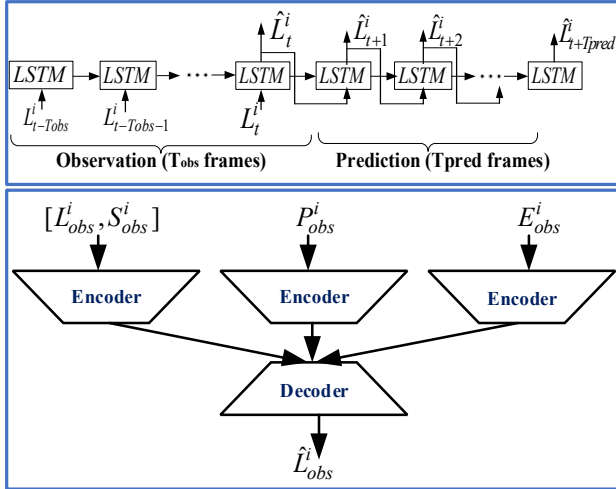 L̂^i_t L̂^i_{t+1} L̂^i_{t+2} L̂^i_{t+Tpred}
LSTM LSTM ... LSTM LSTM LSTM ... LSTM
L^i_{t-Tobs} L^i_{t-Tobs-1} L^i_t
Observation (Tobs frames) Prediction (Tpred frames)
[L^i_{obs}, S^i_{obs}] P^i_{obs} E^i_{obs}
Encoder Encoder Encoder
Decoder
L̂^i_{obs}